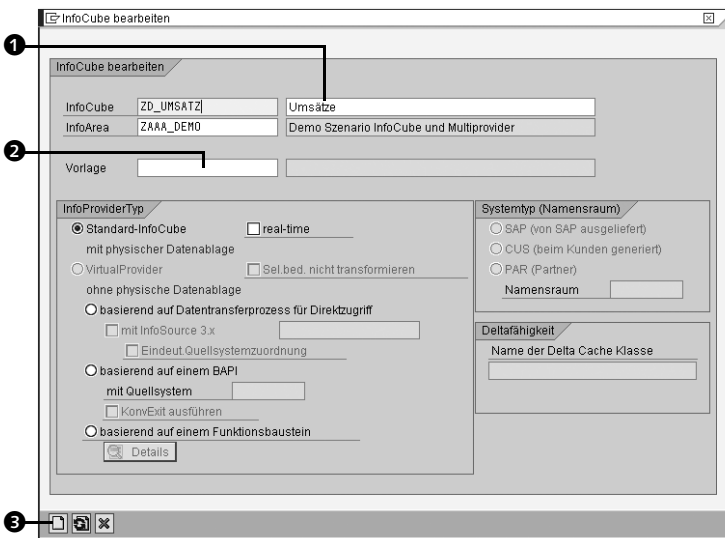 InfoCube bearbeiten
1
InfoCube bearbeiten
InfoCube ZD_UMSATZ Umsätze
InfoArea ZAAA_DEMO Demo Szenario InfoCube und Multiprovider
2
Vorlage
InfoProviderTyp
Standard-InfoCube real-time
mit physischer Datenablage
VirtualProvider Sel.bed. nicht transformieren
ohne physische Datenablage
basierend auf Datentransferprozess für Direktzugriff
mit InfoSource 3.x
Eindeut.Quellsystemzuordnung
basierend auf einem BAPI
mit Quellsystem
KonvExit ausführen
basierend auf einem Funktionsbaustein
Details
Systemtyp (Namensraum)
SAP (von SAP ausgeliefert)
CUS (beim Kunden generiert)
PAR (Partner)
Namensraum
Deltafähigkeit
Name der Delta Cache Klasse
3